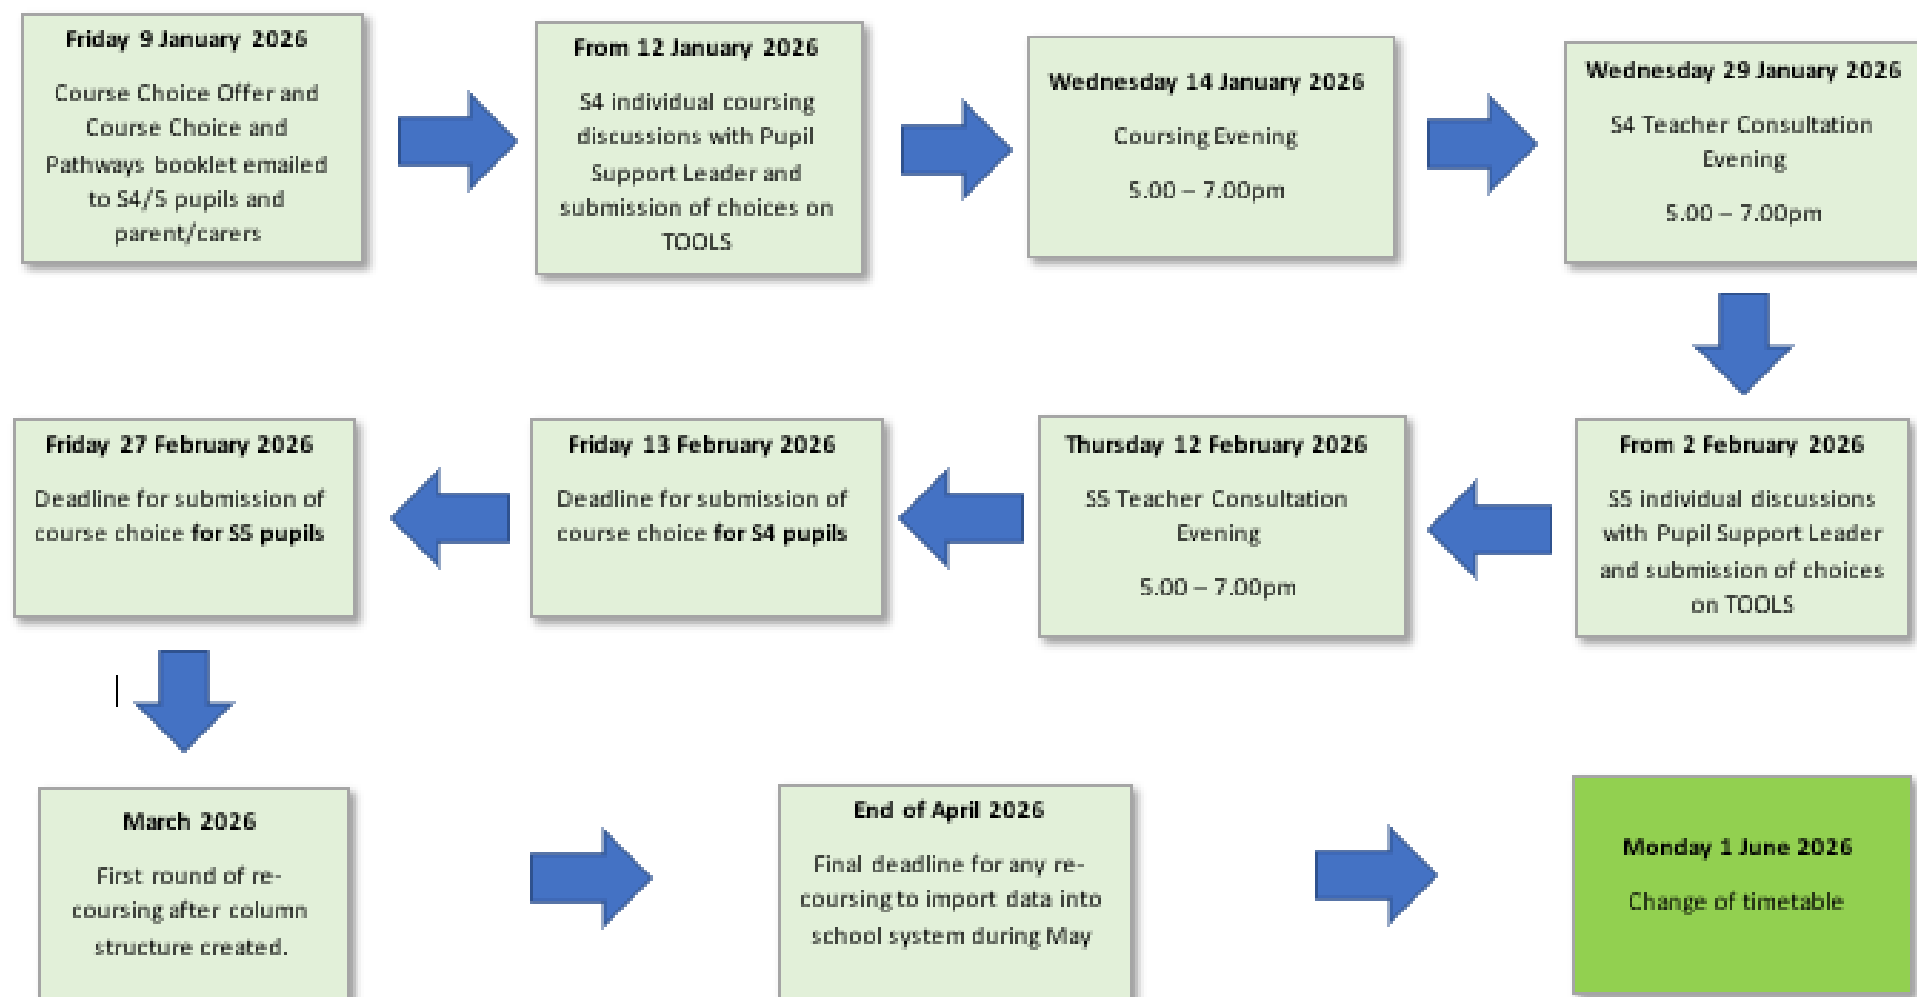 Friday 9 January 2026
Course Choice Offer and
Course Choice and
Pathways booklet emailed
to S4/5 pupils and
parent/carers
From 12 January 2026
S4 individual coursing
discussions with Pupil
Support Leader and
submission of choices on
TOOLS
Wednesday 14 January 2026
Coursing Evening
5.00 – 7.00pm
Wednesday 29 January 2026
S4 Teacher Consultation
Evening
5.00 – 7.00pm
From 2 February 2026
S5 individual discussions
with Pupil Support Leader
and submission of choices
on TOOLS
Thursday 12 February 2026
S5 Teacher Consultation
Evening
5.00 – 7.00pm
Friday 13 February 2026
Deadline for submission of
course choice for S4 pupils
Friday 27 February 2026
Deadline for submission of
course choice for S5 pupils
March 2026
First round of re-
coursing after column
structure created.
End of April 2026
Final deadline for any re-
coursing to import data into
school system during May
Monday 1 June 2026
Change of timetable